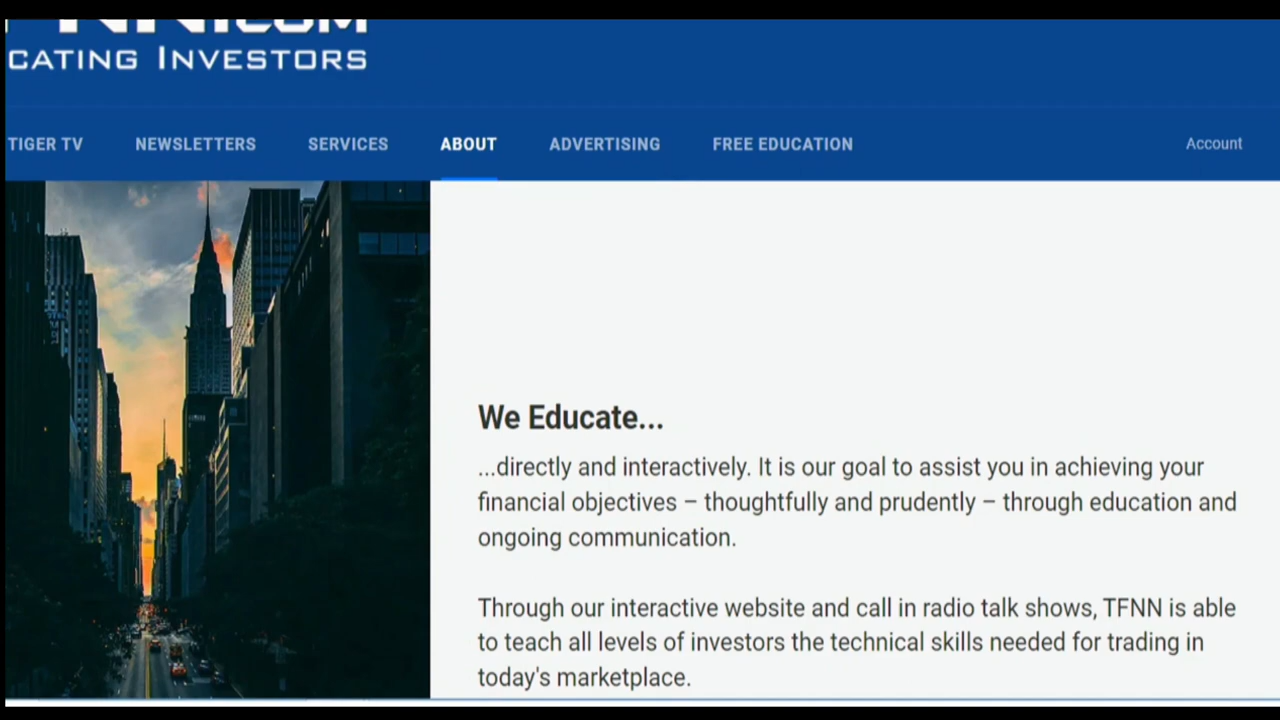 CATING INVESTORS
TIGER TV NEWSLETTERS SERVICES ABOUT ADVERTISING FREE EDUCATION Account
We Educate...
...directly and interactively. It is our goal to assist you in achieving your
financial objectives – thoughtfully and prudently – through education and
ongoing communication.
Through our interactive website and call in radio talk shows, TFNN is able
to teach all levels of investors the technical skills needed for trading in
today's marketplace.